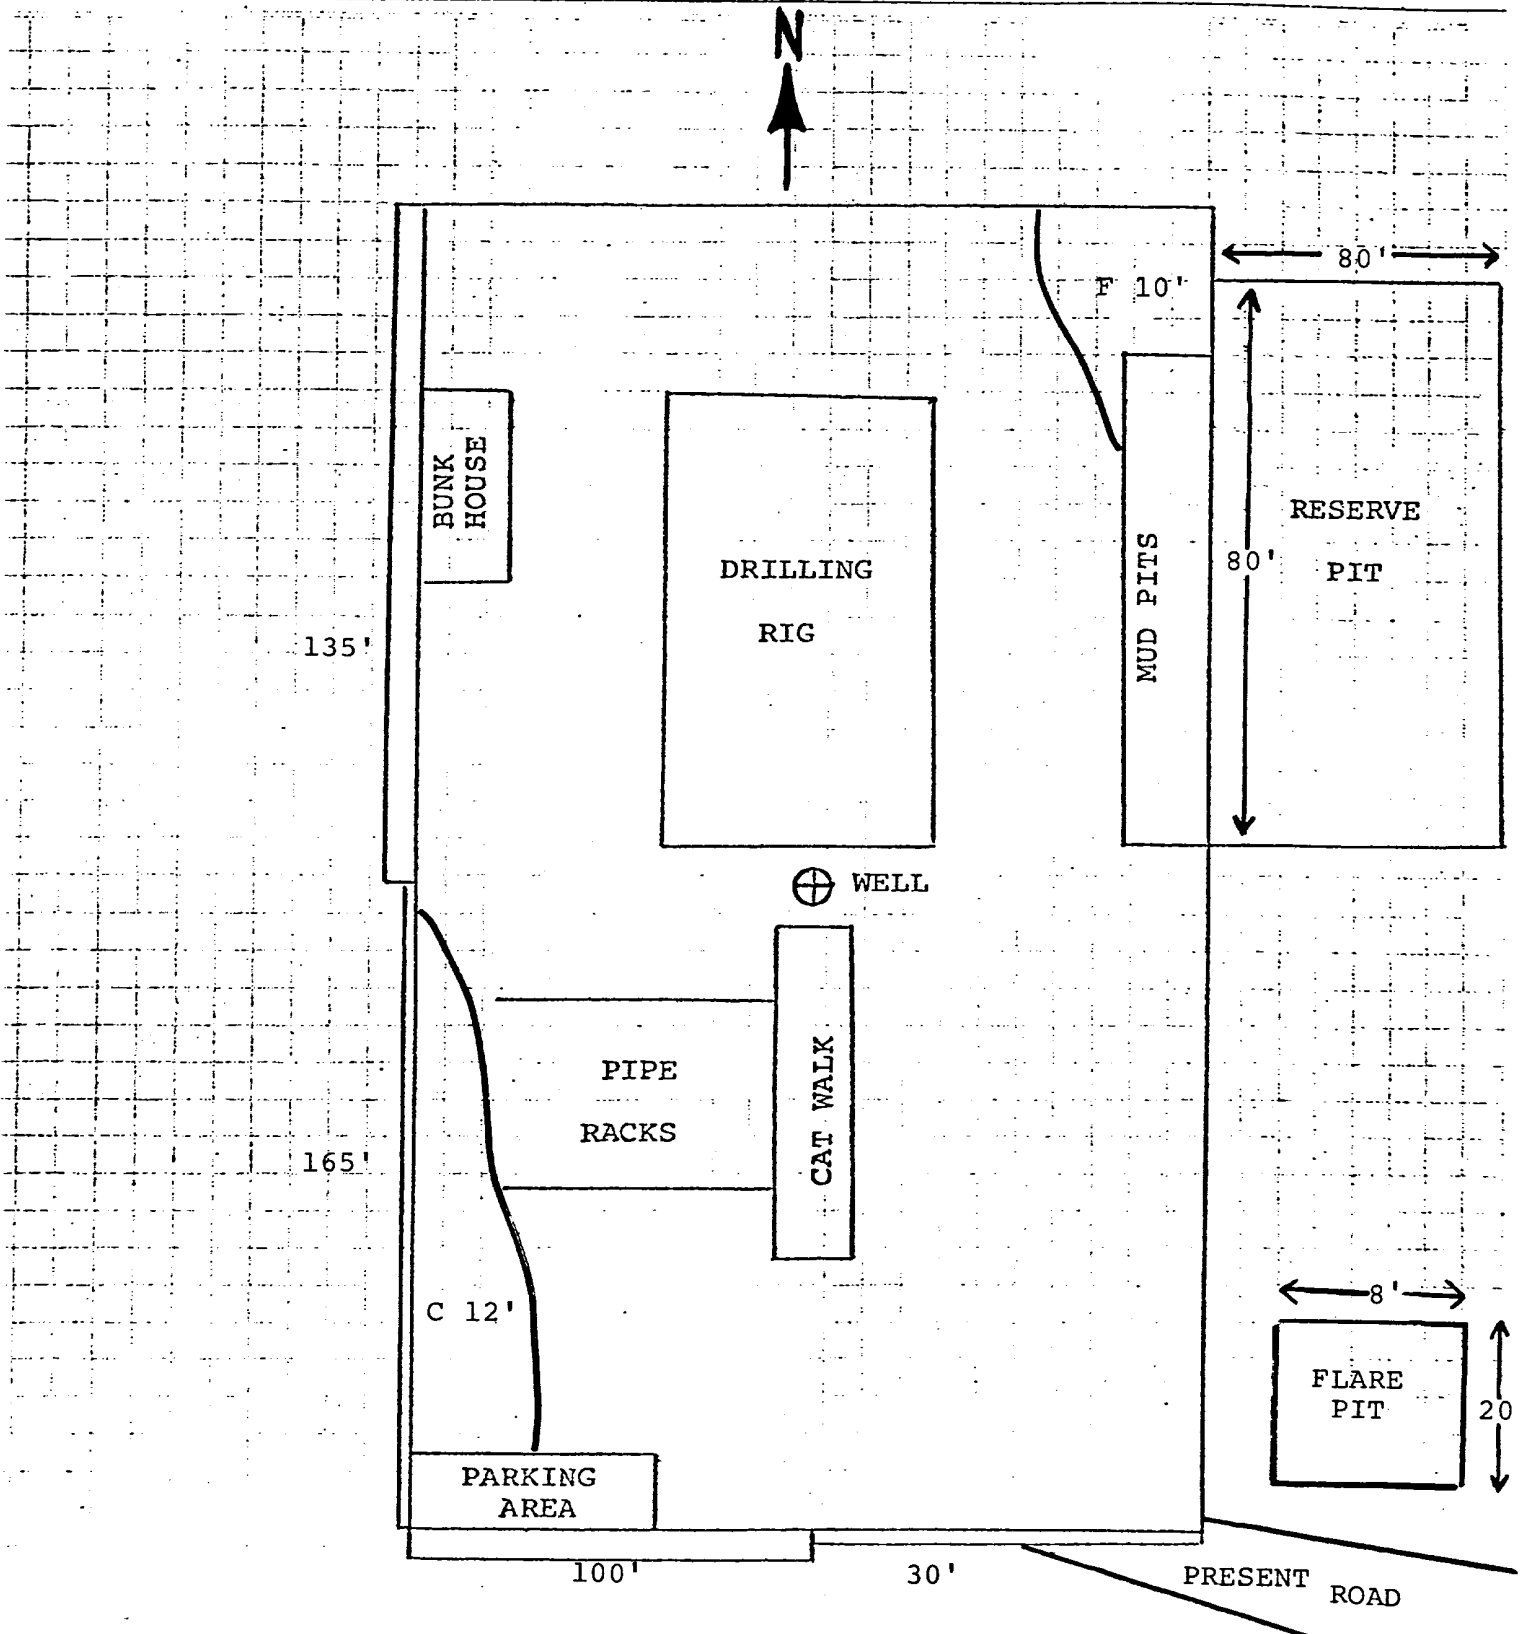 N
80'
F 10'
BUNK
HOUSE
RESERVE
PIT
80'
MUD PITS
DRILLING
RIG
135'
WELL
PIPE
RACKS
CAT WALK
165'
C 12'
8'
FLARE
PIT
20
PARKING
AREA
100'
30'
PRESENT ROAD